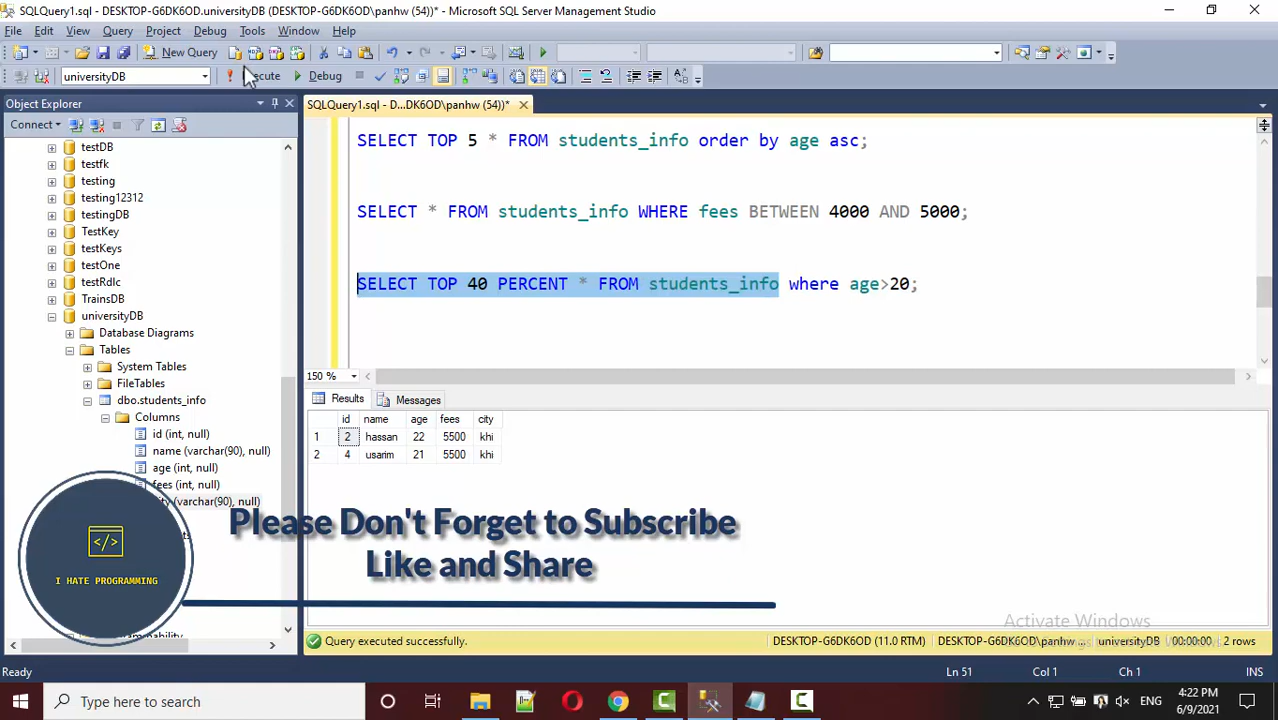 SQLQuery1.sql - DESKTOP-G6DK6OD.universityDB (DESKTOP-G6DK6OD\panhw (54))* - Microsoft SQL Server Management Studio
File Edit View Query Project Debug Tools Window Help
New Query
universityDB Execute Debug
Object Explorer
SQLQuery1.sql - D...DK6OD\panhw (54))*
Connect
testDB
testfk
testing
testing12312
testingDB
TestKey
testKeys
testOne
testRdlc
TrainsDB
universityDB
Database Diagrams
Tables
System Tables
FileTables
dbo.students_info
Columns
id (int, null)
name (varchar(90), null)
age (int, null)
fees (int, null)
(varchar(90), null)
SELECT TOP 5 * FROM students_info order by age asc;
SELECT * FROM students_info WHERE fees BETWEEN 4000 AND 5000;
SELECT TOP 40 PERCENT * FROM students_info where age>20;
150 %
Results Messages
id name age fees city
1 2 hassan 22 5500 khi
2 4 usarim 21 5500 khi
Please Don't Forget to Subscribe
Like and Share
</>
I HATE PROGRAMMING
Activate Windows
Query executed successfully. DESKTOP-G6DK6OD (11.0 RTM) DESKTOP-G6DK6OD\panhw ... universityDB 00:00:00 2 rows
Ready Ln 51 Col 1 Ch 1 INS
Type here to search
ENG
4:22 PM
6/9/2021